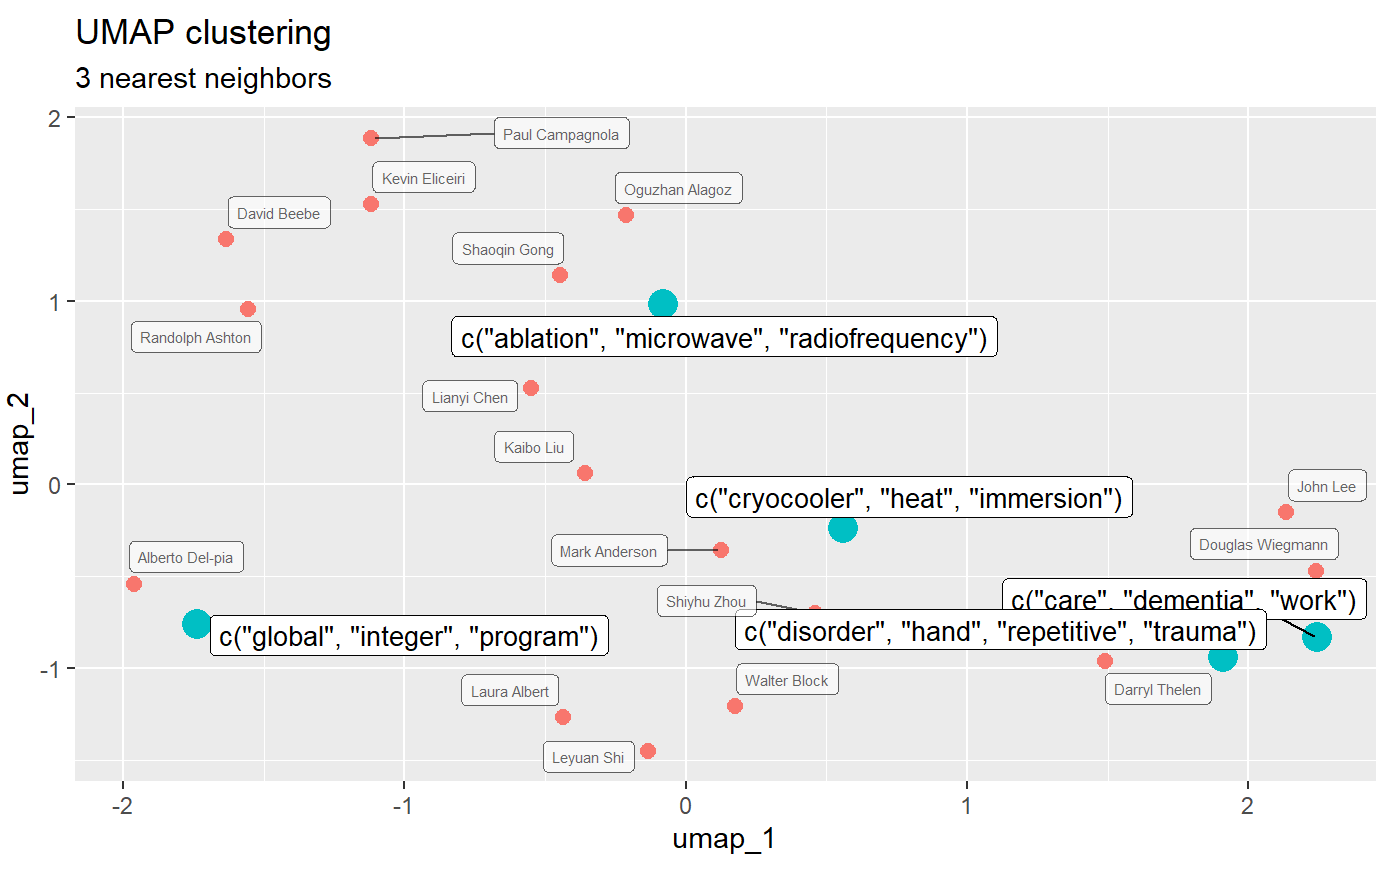 UMAP clustering
3 nearest neighbors
2
Paul Campagnola
Kevin Eliceiri
Oguzhan Alagoz
David Beebe
Shaoqin Gong
1
Randolph Ashton
c("ablation", "microwave", "radiofrequency")
Lianyi Chen
umap_2
Kaibo Liu
0
John Lee
c("cryocooler", "heat", "immersion")
Douglas Wiegmann
Mark Anderson
Alberto Del-pia
Shiyhu Zhou
c("care", "dementia", "work")
c("global", "integer", "program")
c("disorder", "hand", "repetitive", "trauma")
-1
Walter Block
Laura Albert
Darryl Thelen
Leyuan Shi
-2
-1
0
1
2
umap_1